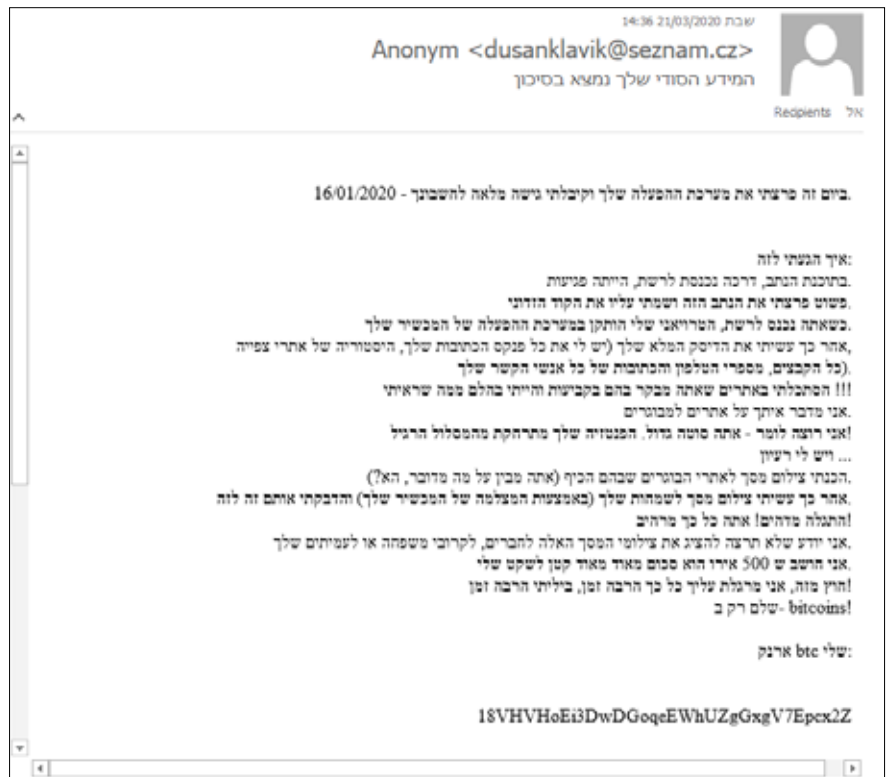 שבת 21/03/2020 14:36
Anonym <dusanklavik@seznam.cz>
המידע הסודי שלך נמצא בסיכון
אל Recipients
.ביום זה פרצתי את מערכת ההפעלה שלך וקיבלתי גישה מלאה לחשבונך - 16/01/2020
:איך הגעתי לזה
.בתוכנת הנתב, דרכה נכנסת לרשת, הייתה פגיעות
.פשוט פרצתי את הנתב הזה ושמתי עליו את הקוד הזדוני
.כשאתה נכנס לרשת, הטרויאני שלי הותקן במערכת ההפעלה של המכשיר שלך
,אחר כך עשיתי את הדיסק המלא שלך (יש לי את כל פנקס הכתובות שלך, היסטוריה של אתרי צפייה
.(כל הקבצים, מספרי הטלפון והכתובות של כל אנשי הקשר שלך
!!! הסתכלתי באתרים שאתה מבקר בהם בקביעות והייתי בהלם ממה שראיתי
.אני מדבר איתך על אתרים למבוגרים
!אני רוצה לומר - אתה סוטה גדול. הפנטזיה שלך מתרחקת מהמסלול הרגיל
... ויש לי רעיון
.הכנתי צילום מסך לאתרי הבוגרים שבהם הכיף (אתה מבין על מה מדובר, הא?)
.אחר כך עשיתי צילום מסך לשמחות שלך (באמצעות המצלמה של המכשיר שלך) והדבקתי אותם זה לזה
!התגלה מדהים! אתה כל כך מרהיב
.אני יודע שלא תרצה להציג את צילומי המסך האלה לחברים, לקרובי משפחה או לעמיתים שלך
.אני חושב ש 500 אירו הוא סכום מאוד מאוד קטן לשקט שלי
!חוץ מזה, אני מרגלת עליך כל כך הרבה זמן, ביליתי הרבה זמן
שלם רק ב- bitcoins!
:שלי btc ארנק
18VHVHoEi3DwDGoqeEWhUZgGxgV7Epcx2Z